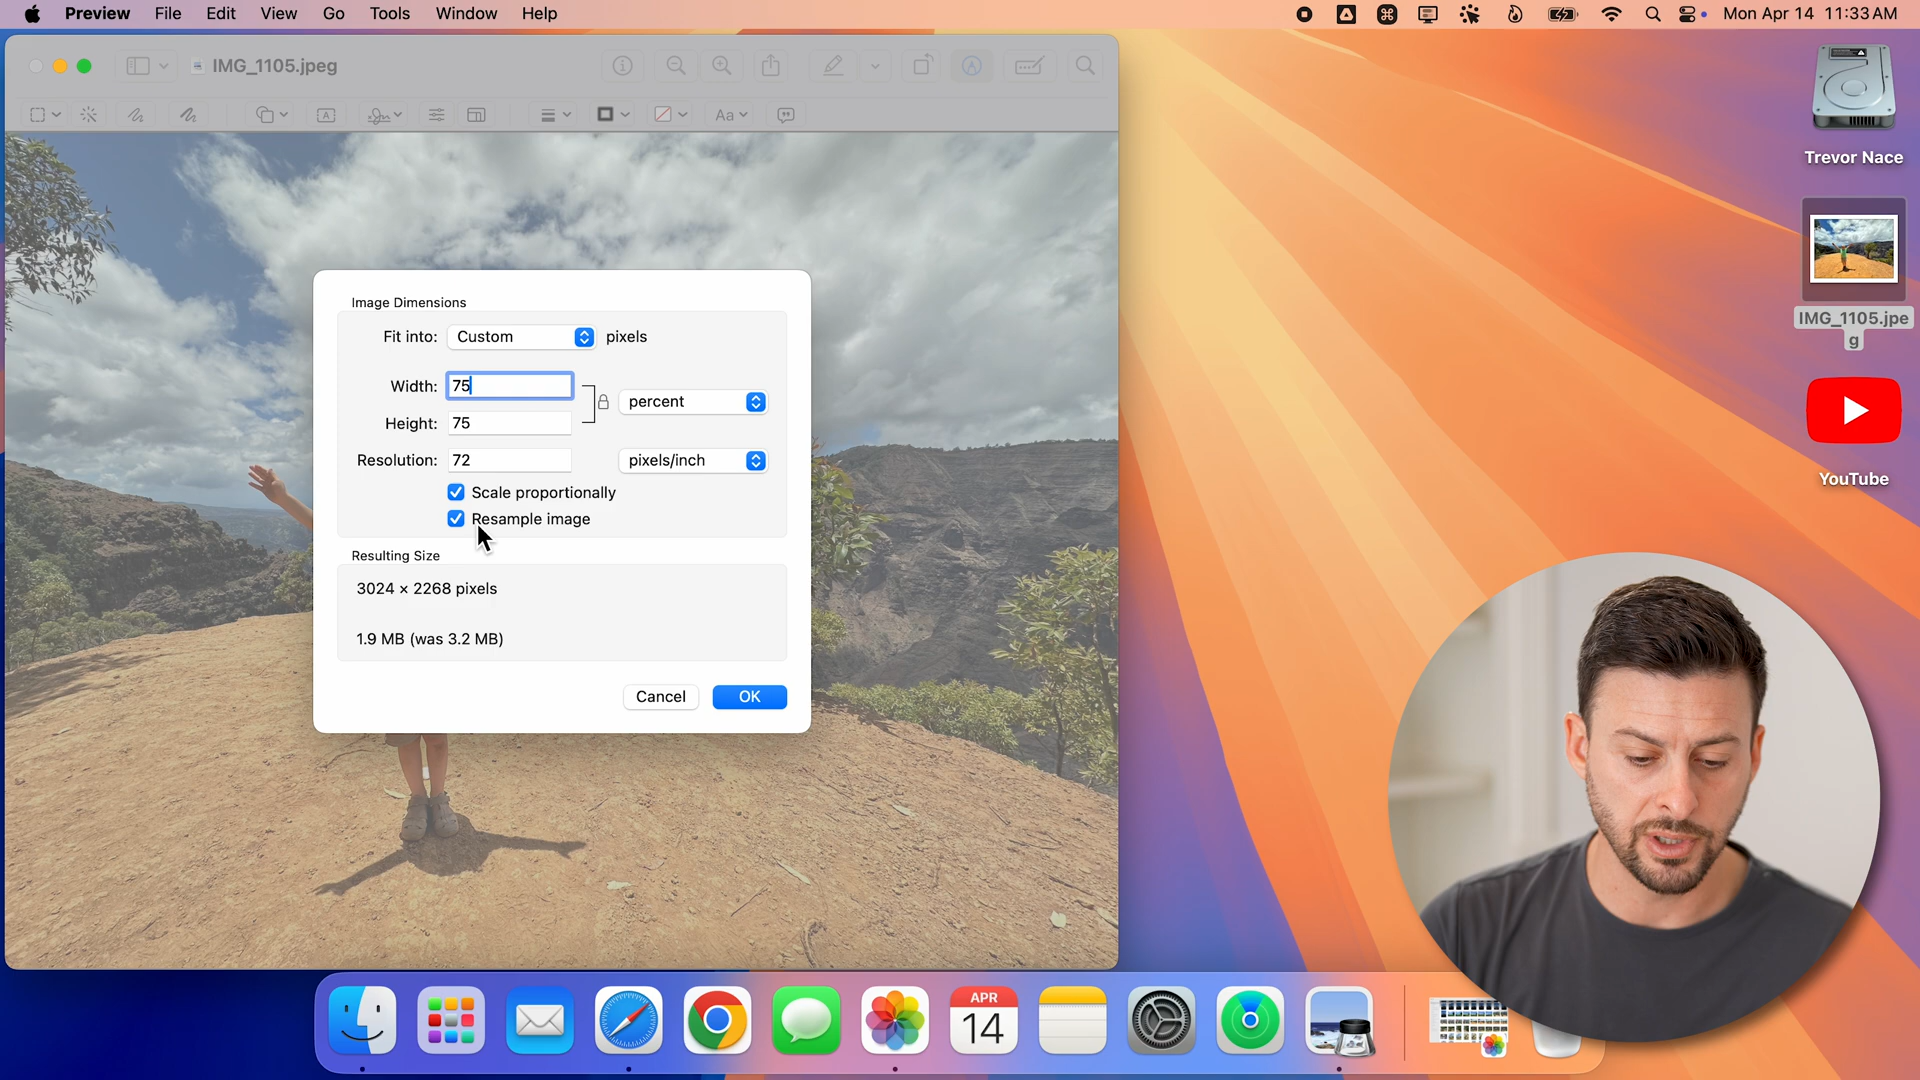 Preview File Edit View Go Tools Window Help
Mon Apr 14 11:33 AM
IMG_1105.jpeg
A
Aa
Image Dimensions
Fit into: Custom pixels
Width: 75
percent
Height: 75
Resolution: 72 pixels/inch
Scale proportionally
Resample image
Resulting Size
3024 × 2268 pixels
1.9 MB (was 3.2 MB)
Cancel OK
Trevor Nace
IMG_1105.jpe
g
YouTube
APR
14